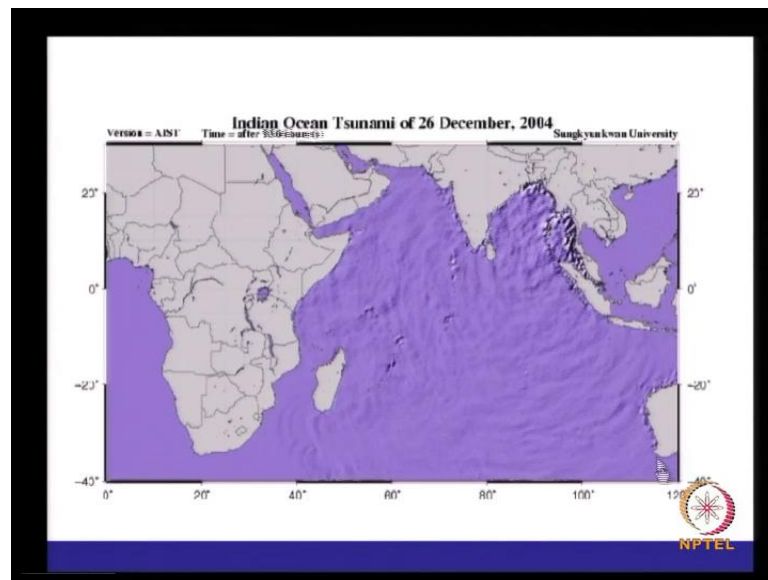 Indian Ocean Tsunami of 26 December, 2004
Version = AIST Time = after Sungkyunkwan University
20° 20°
0° 0°
-20° -20°
-40°
0° 20° 40° 60° 80° 100°
NPTEL